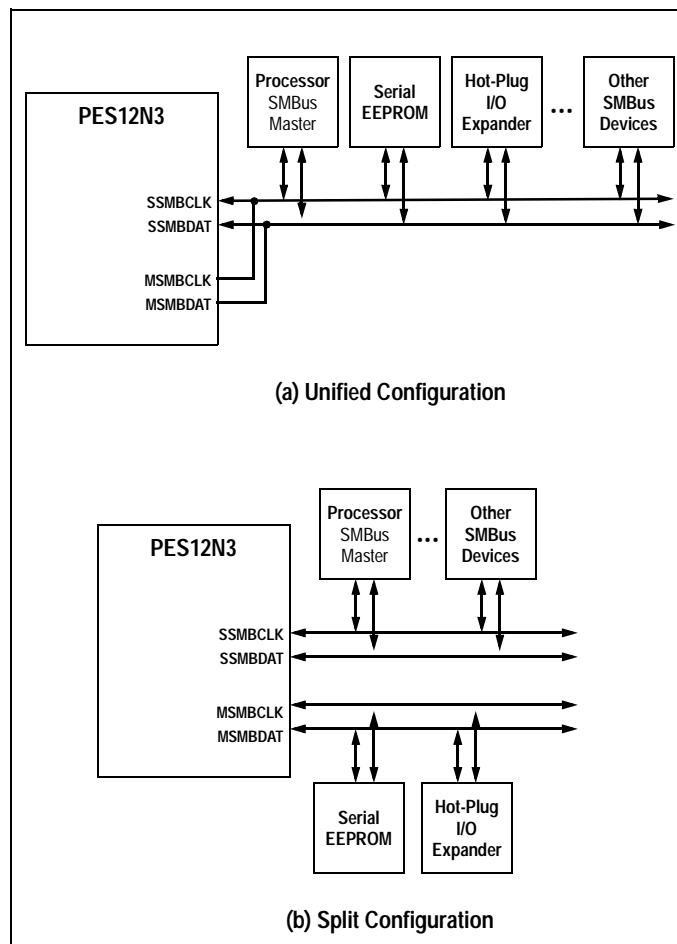 PES12N3
Processor
SMBus
Master
Serial
EEPROM
Hot-Plug
I/O
Expander
...
Other
SMBus
Devices
SSMBCLK
SSMBDAT
MSMBCLK
MSMBDAT
(a) Unified Configuration
PES12N3
Processor
SMBus
Master
...
Other
SMBus
Devices
SSMBCLK
SSMBDAT
MSMBCLK
MSMBDAT
Serial
EEPROM
Hot-Plug
I/O
Expander
(b) Split Configuration